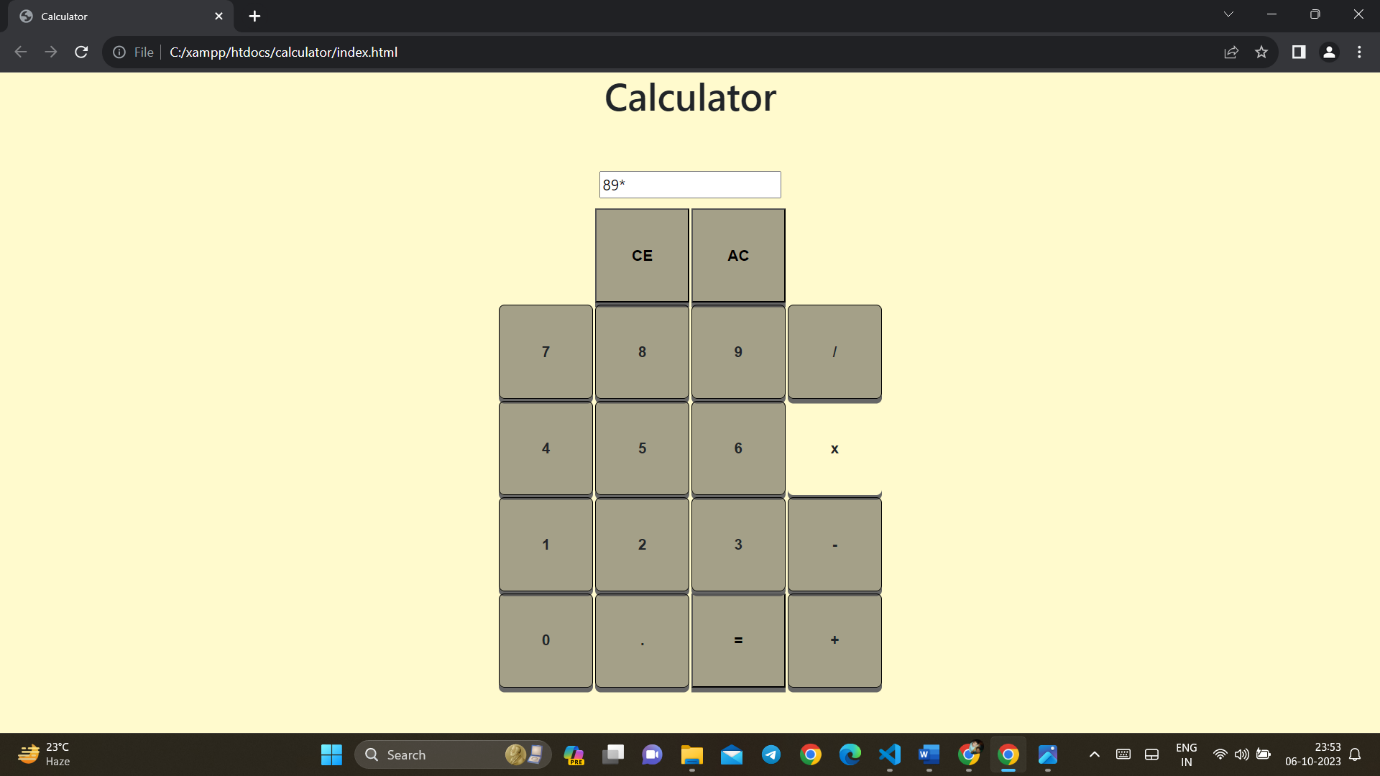 Calculator
File C:/xampp/htdocs/calculator/index.html
Calculator
89*
CE AC
7 8 9 /
4 5 6 x
1 2 3 -
0 . = +
23°C
Haze
Search
PRE
ENG
IN
23:53
06-10-2023